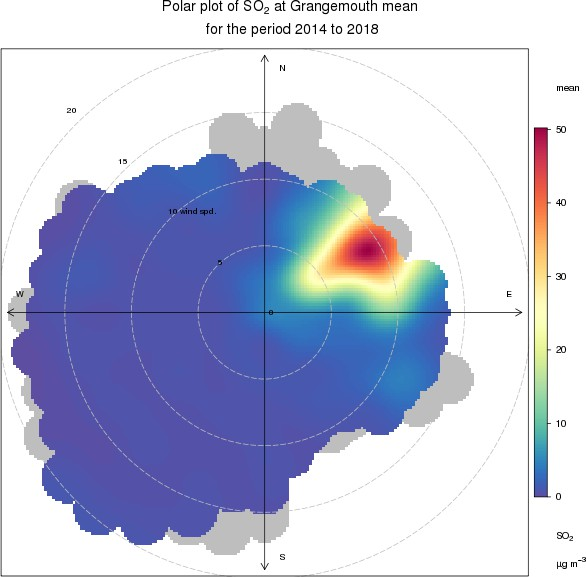 Polar plot of SO₂ at Grangemouth mean
for the period 2014 to 2018
mean
N
20
15
10 wind spd.
5
W
E
0
S
50
40
30
20
10
0
SO₂
µg m⁻³